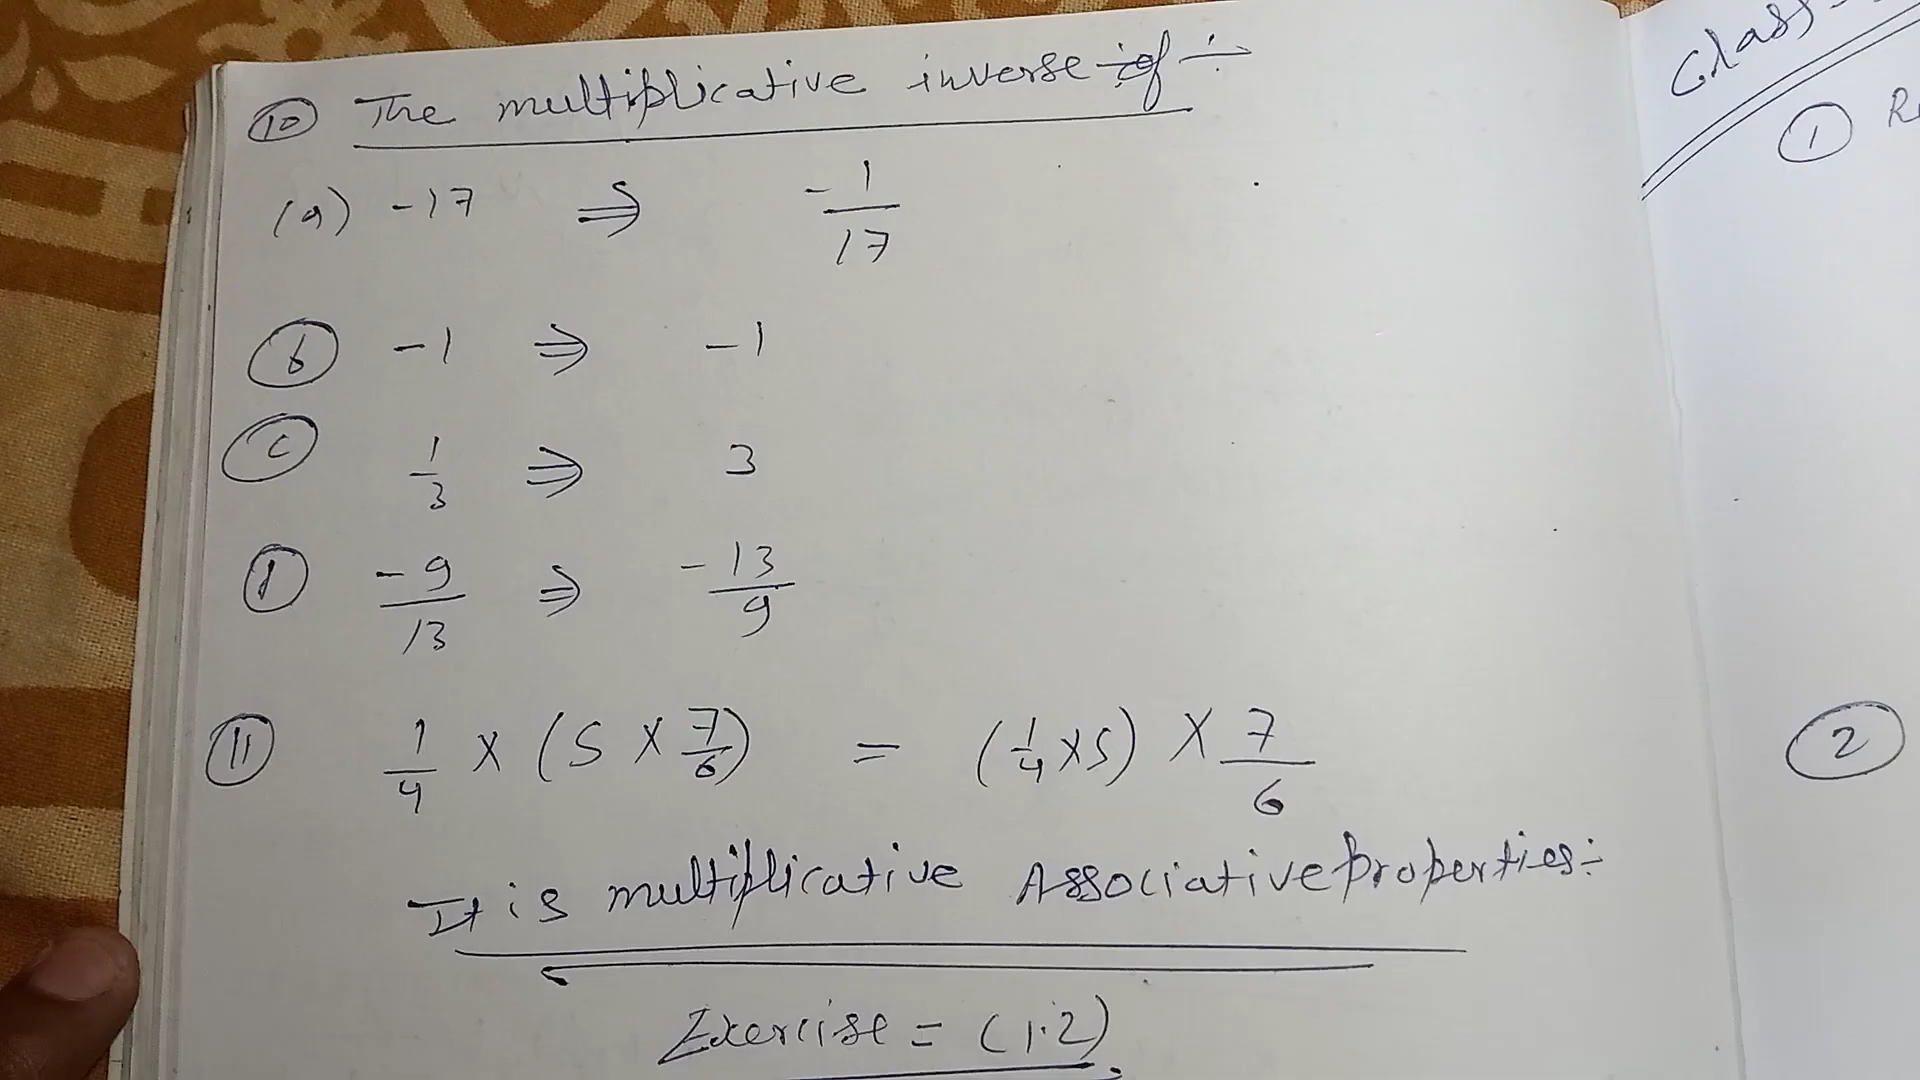 10 The multiplicative inverse of ÷
(a) -17 ⇒ -1/17
b -1 ⇒ -1
c 1/3 ⇒ 3
-9/13 ⇒ -13/9
11 1/4 × (5 × 7/6) = (1/4 × 5) × 7/6
It is multiplicative Associative properties:-
Exercise = (1.2)
Class-
1
2